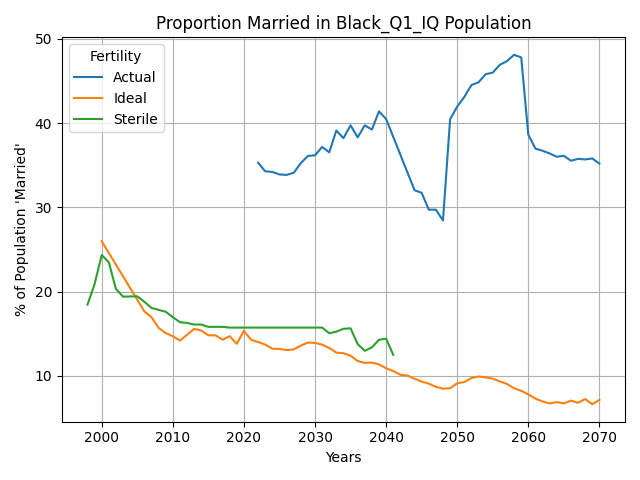 Proportion Married in Black_Q1_IQ Population
% of Population 'Married'
50
40
30
20
10
Fertility
Actual
Ideal
Sterile
2000 2010 2020 2030 2040 2050 2060 2070
Years